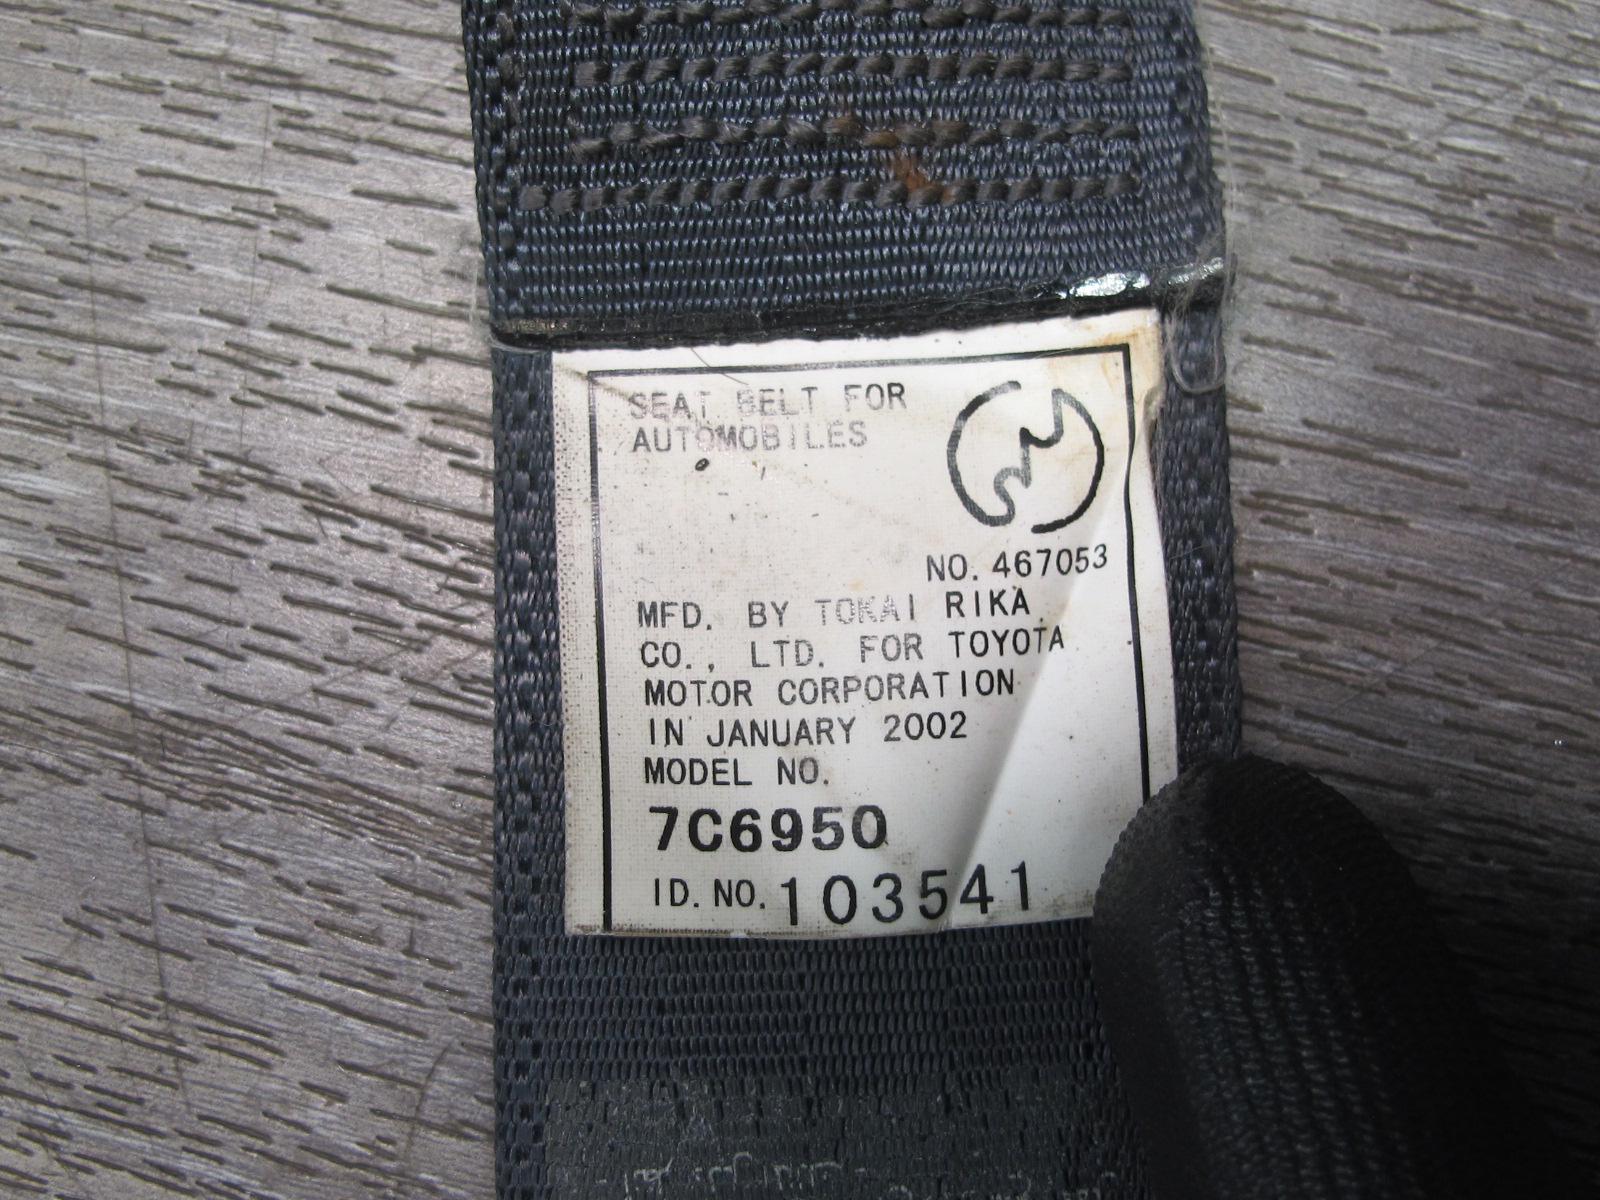 SEAT BELT FOR
AUTOMOBILES
NO. 467053
MFD. BY TOKAI RIKA
CO., LTD. FOR TOYOTA
MOTOR CORPORATION
IN JANUARY 2002
MODEL NO.
7C6950
ID. NO. 103541